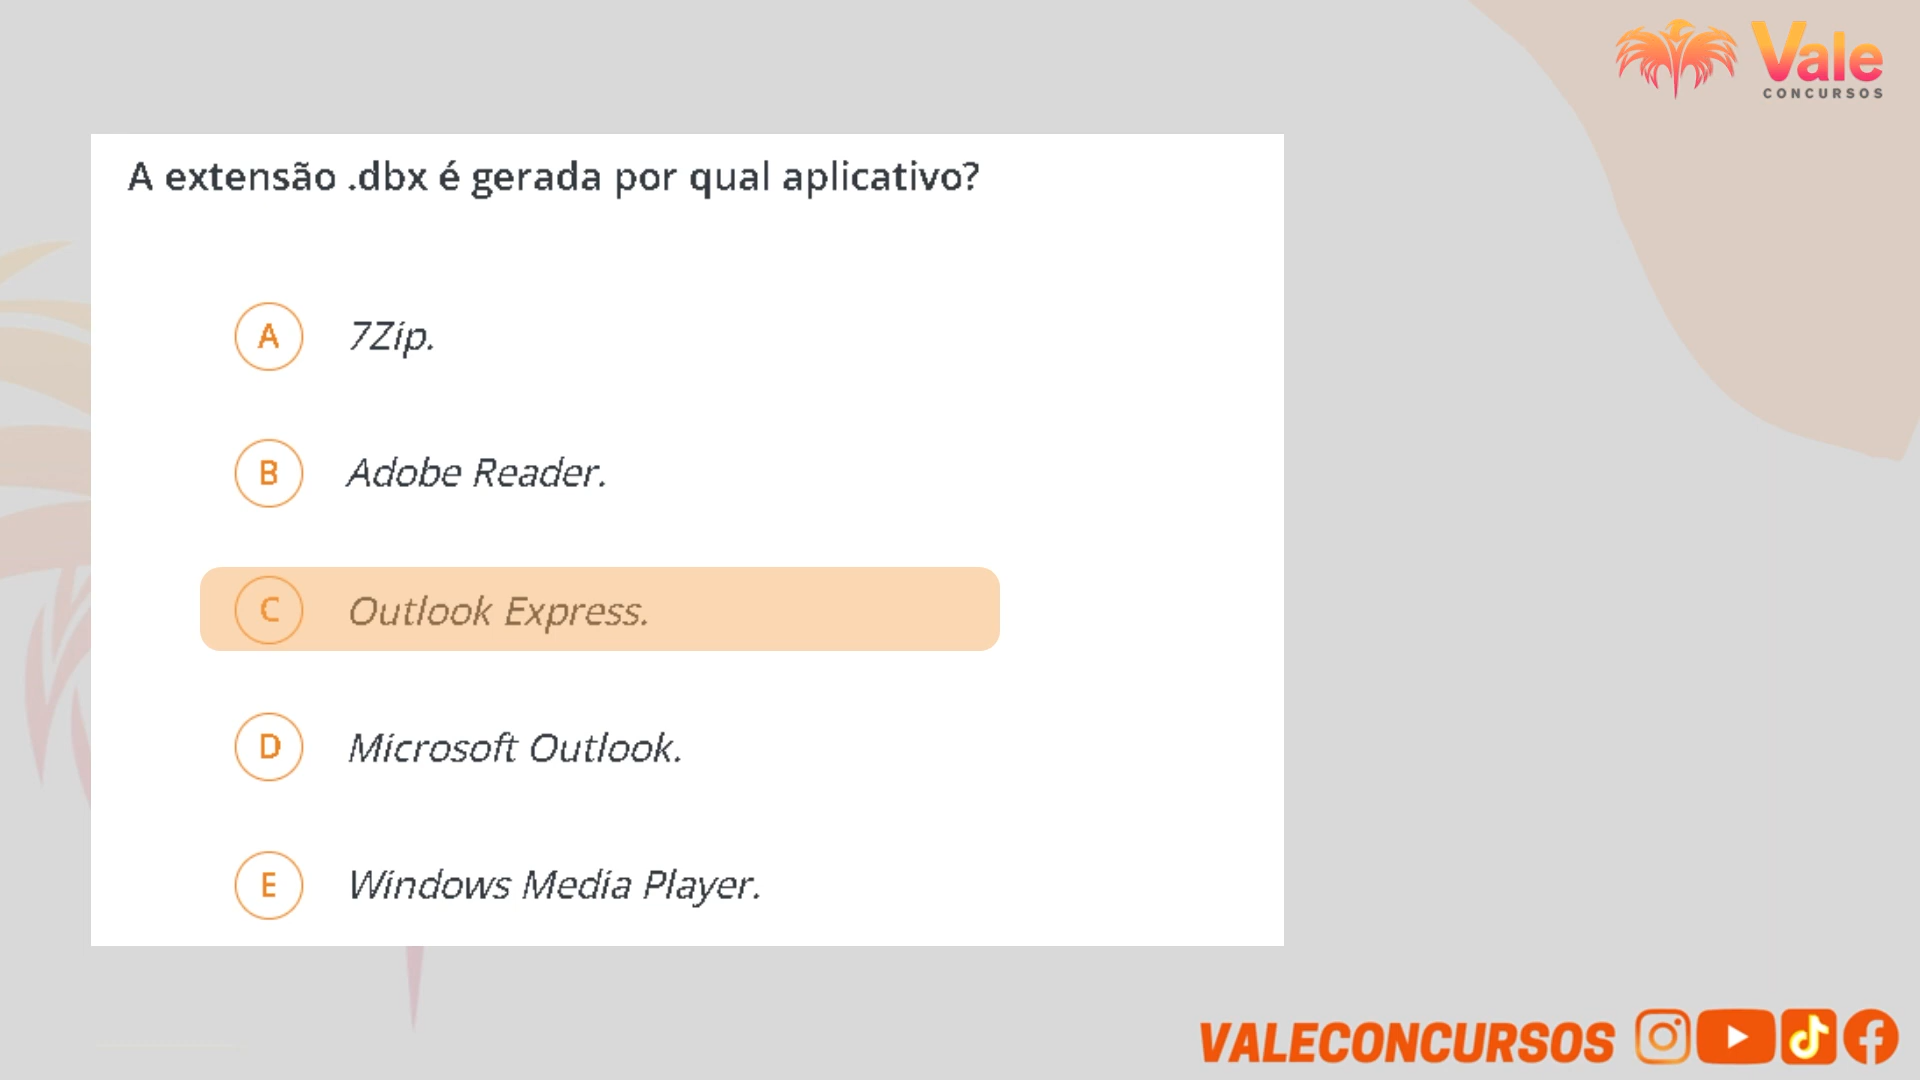 Vale
CONCURSOS
A extensão .dbx é gerada por qual aplicativo?
A 7Zip.
B Adobe Reader.
C Outlook Express.
D Microsoft Outlook.
E Windows Media Player.
VALECONCURSOS